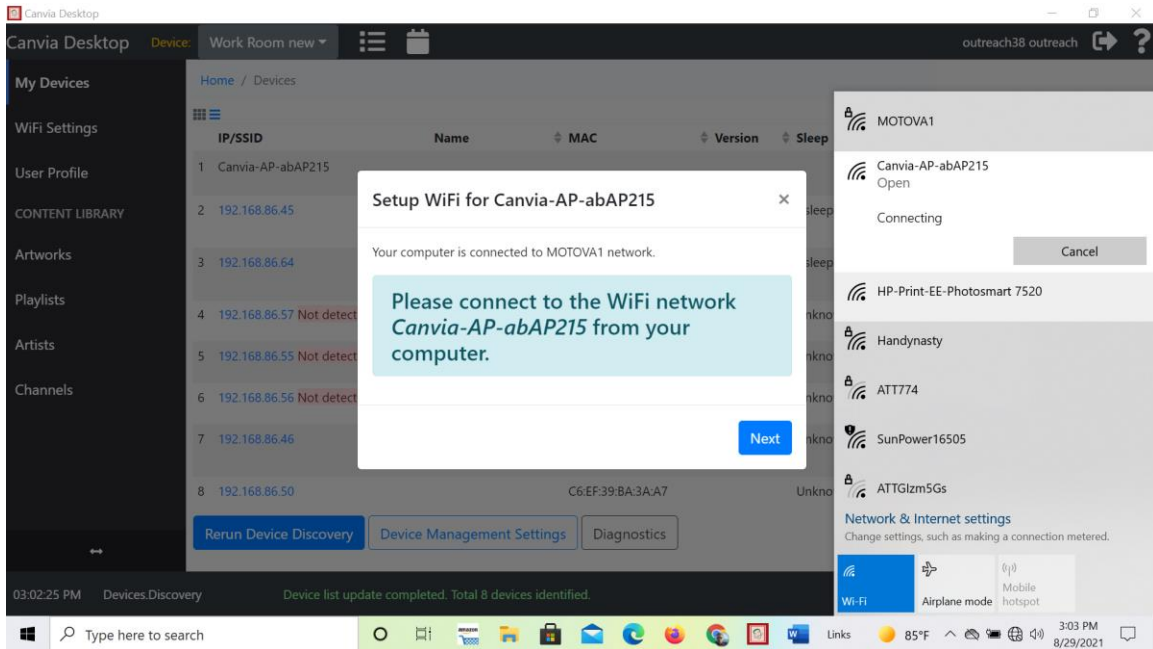 Canvia Desktop
Canvia Desktop Device: Work Room new outreach38 outreach ?
My Devices
WiFi Settings
User Profile
CONTENT LIBRARY
Artworks
Playlists
Artists
Channels
Home / Devices
IP/SSID Name MAC Version Sleep
1 Canvia-AP-abAP215
2 192.168.86.45 sleep
3 192.168.86.64 sleep
4 192.168.86.57 Not detect nkno
5 192.168.86.55 Not detect nkno
6 192.168.86.56 Not detect nkno
7 192.168.86.46 nkno
8 192.168.86.50 C6:EF:39:BA:3A:A7 Unkno
Rerun Device Discovery Device Management Settings Diagnostics
Setup WiFi for Canvia-AP-abAP215 ×
Your computer is connected to MOTOVA1 network.
Please connect to the WiFi network
Canvia-AP-abAP215 from your
computer.
Next
MOTOVA1
Canvia-AP-abAP215
Open
Connecting
Cancel
HP-Print-EE-Photosmart 7520
Handynasty
ATT774
SunPower16505
ATTGIzm5Gs
Network & Internet settings
Change settings, such as making a connection metered.
Wi-Fi
Airplane mode
Mobile
hotspot
03:02:25 PM Devices.Discovery Device list update completed. Total 8 devices identified.
Type here to search
Links 85°F
3:03 PM
8/29/2021